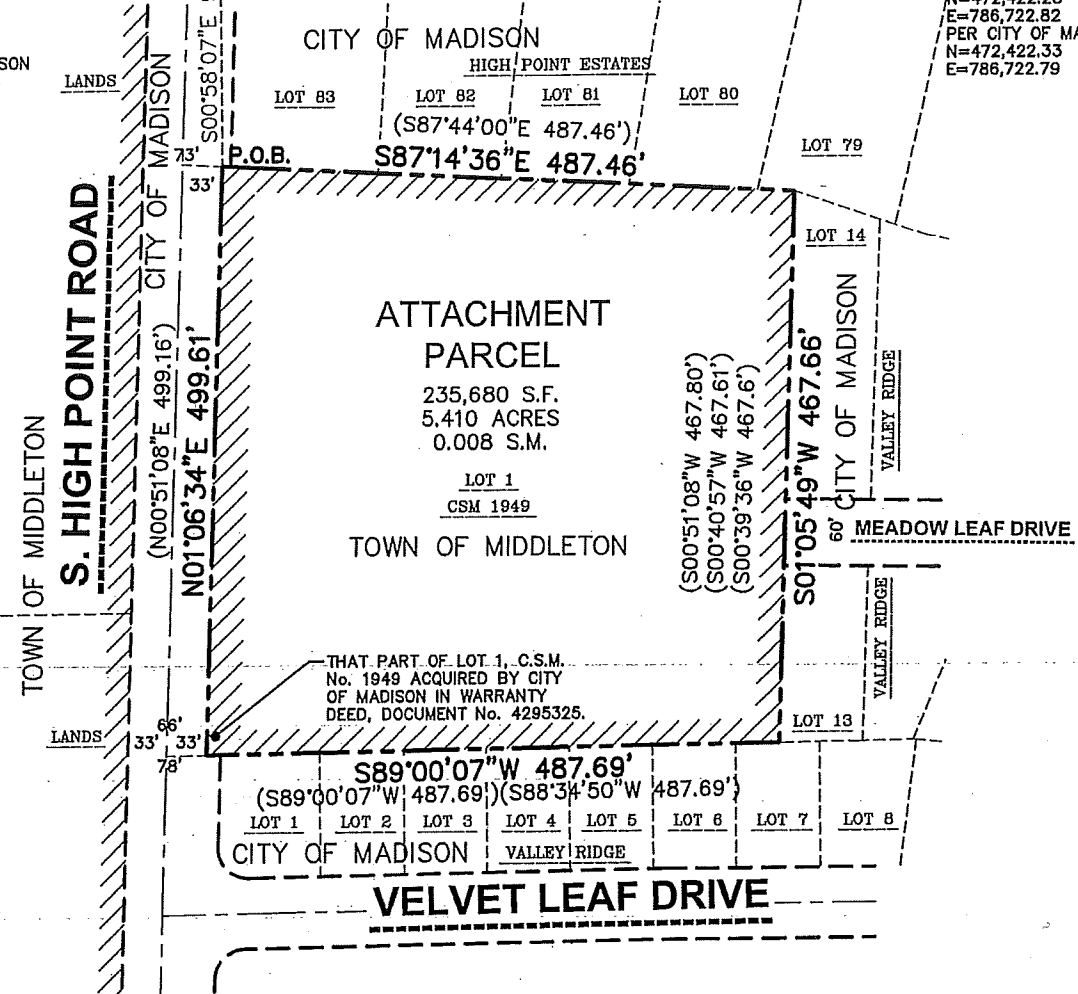 N=472,422.28
E=786,722.82
PER CITY OF MA
N=472,422.33
E=786,722.79
SON
LANDS
CITY OF MADISON
S00°58'07"E
CITY OF MADISON
HIGH POINT ESTATES
LOT 83
LOT 82
LOT 81
LOT 80
LOT 79
(S87°44'00"E 487.46')
S87°14'36"E 487.46'
73'
33'
P.O.B.
LOT 14
S. HIGH POINT ROAD
TOWN OF MIDDLETON
(N00°51'08"E 499.16')
N01°06'34"E 499.61'
ATTACHMENT
PARCEL
235,680 S.F.
5.410 ACRES
0.008 S.M.
LOT 1
CSM 1949
TOWN OF MIDDLETON
(S00°51'08"W 467.80')
(S00°40'57"W 467.61')
(S00°39'36"W 467.6')
S01°05'49"W 467.66'
CITY OF MADISON
VALLEY RIDGE
60'
MEADOW LEAF DRIVE
VALLEY RIDGE
THAT PART OF LOT 1, C.S.M.
No. 1949 ACQUIRED BY CITY
OF MADISON IN WARRANTY
DEED, DOCUMENT No. 4295325.
LOT 13
LANDS
66'
33' 33'
78'
S89°00'07"W 487.69'
(S89°00'07"W 487.69')(S88°34'50"W 487.69')
LOT 1
LOT 2
LOT 3
LOT 4
LOT 5
LOT 6
LOT 7
LOT 8
CITY OF MADISON
VALLEY RIDGE
VELVET LEAF DRIVE